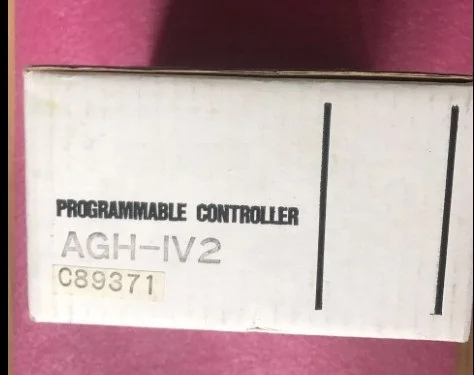 PROGRAMMABLE CONTROLLER
AGH-IV2
C89371